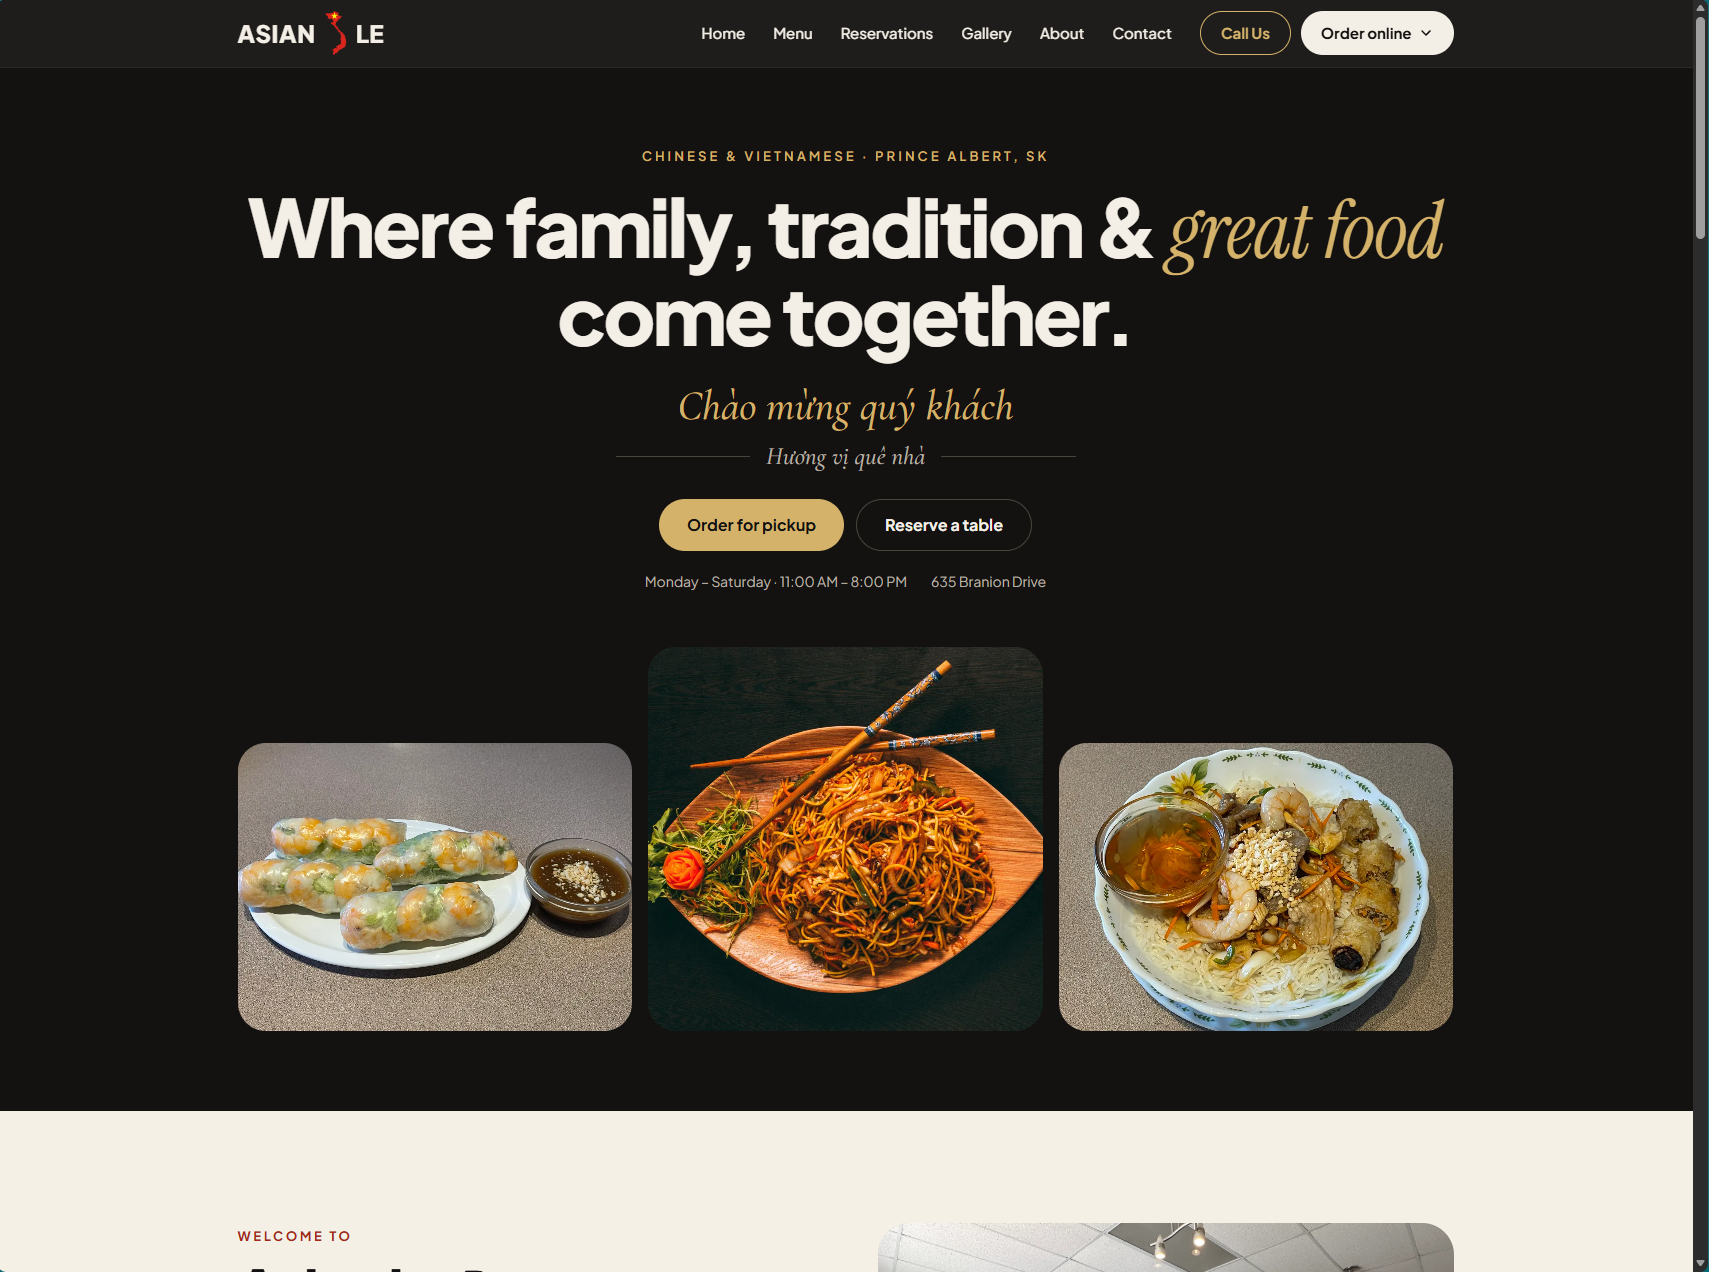 ASIAN LE
Home Menu Reservations Gallery About Contact Call Us Order online
CHINESE & VIETNAMESE · PRINCE ALBERT, SK
Where family, tradition & great food
come together.
Chào mừng quý khách
Hương vị quê nhà
Order for pickup Reserve a table
Monday – Saturday · 11:00 AM – 8:00 PM 635 Branion Drive
WELCOME TO